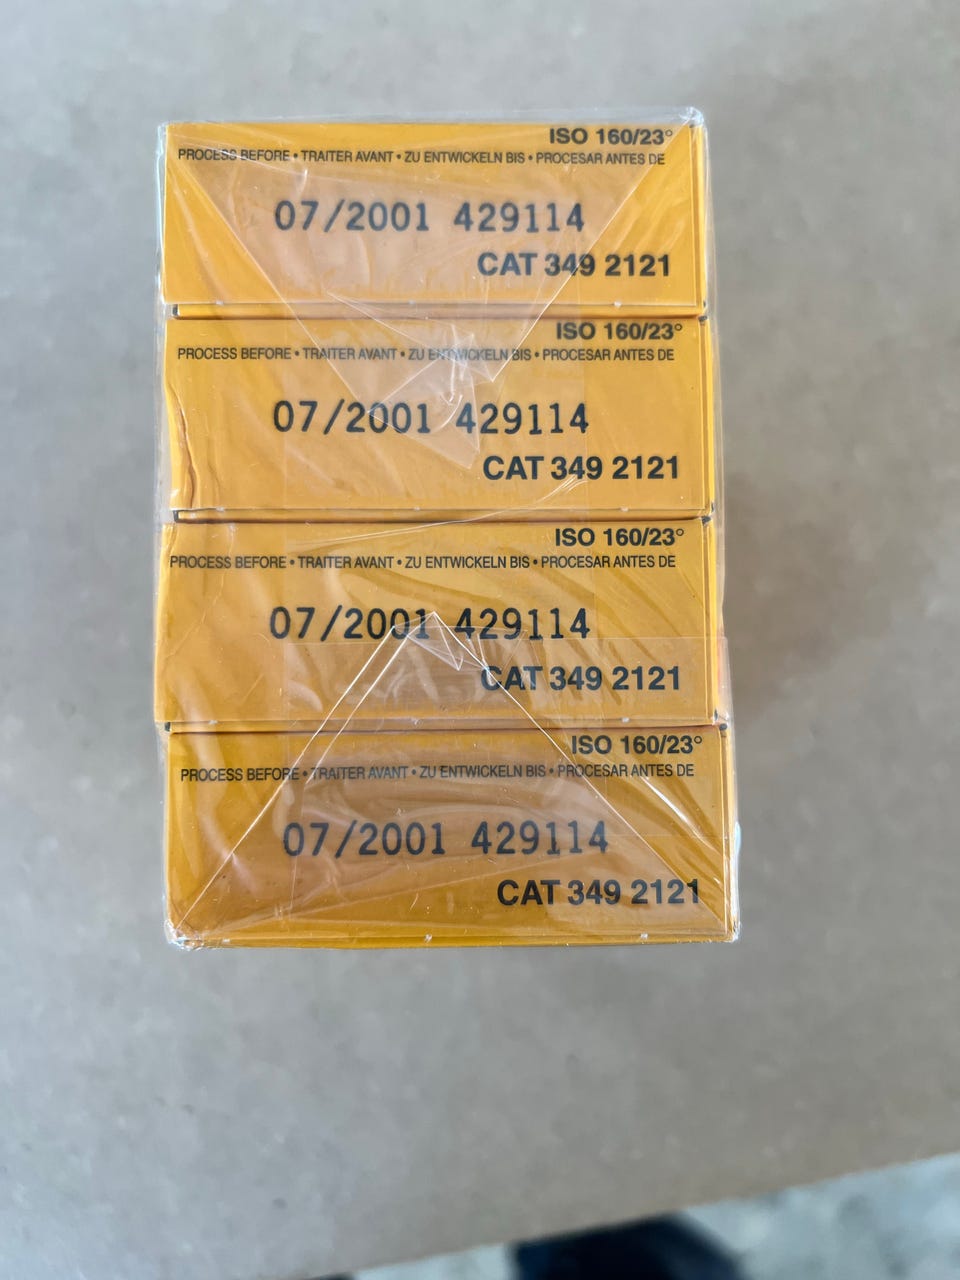 ISO 160/23°
PROCESS BEFORE • TRAITER AVANT • ZU ENTWICKELN BIS • PROCESAR ANTES DE
07/2001 429114
CAT 349 2121
ISO 160/23°
PROCESS BEFORE • TRAITER AVANT • ZU ENTWICKELN BIS • PROCESAR ANTES DE
07/2001 429114
CAT 349 2121
ISO 160/23°
PROCESS BEFORE • TRAITER AVANT • ZU ENTWICKELN BIS • PROCESAR ANTES DE
07/2001 429114
CAT 349 2121
ISO 160/23°
PROCESS BEFORE • TRAITER AVANT • ZU ENTWICKELN BIS • PROCESAR ANTES DE
07/2001 429114
CAT 349 2121